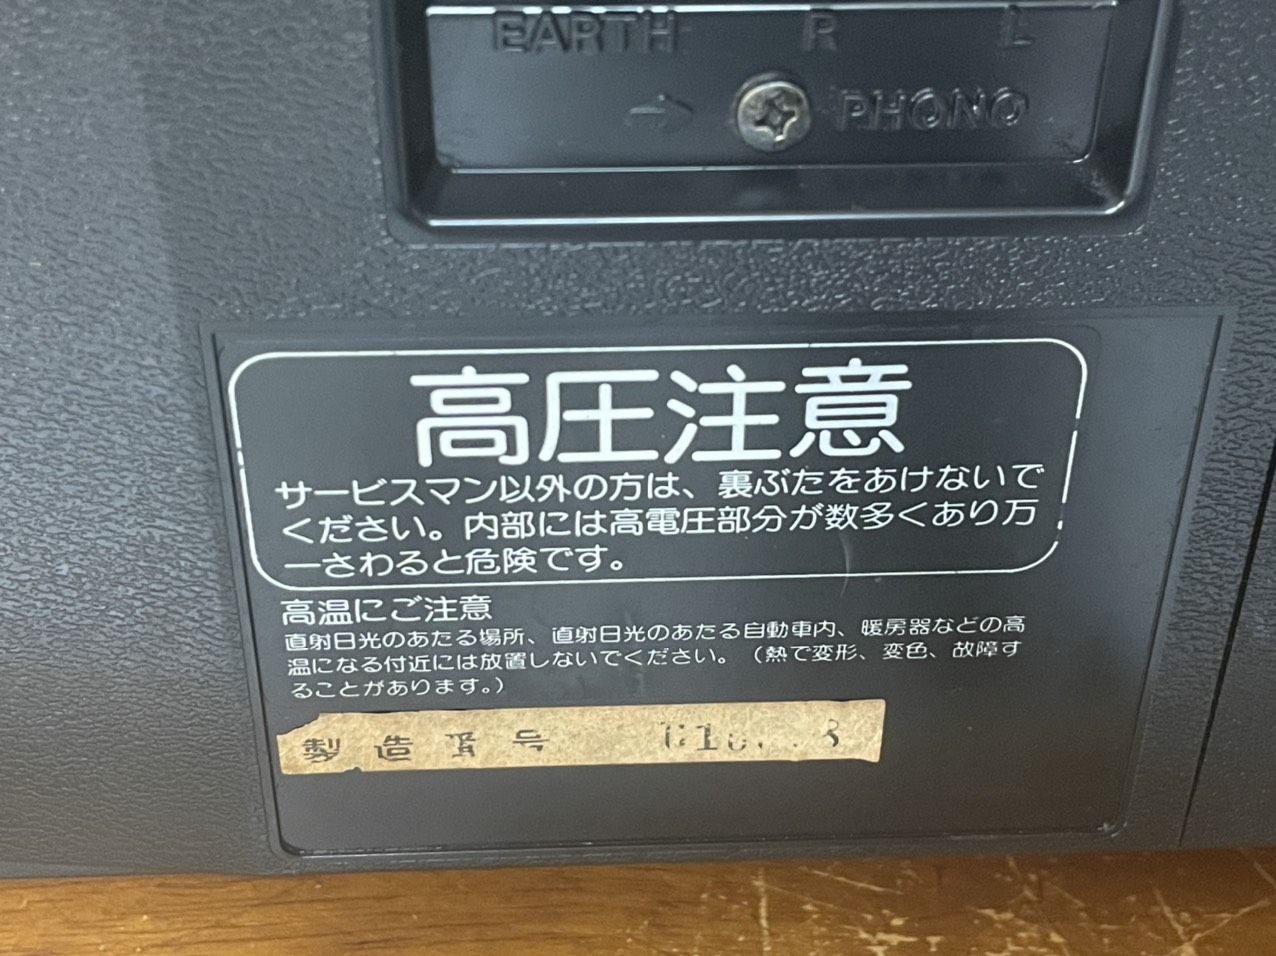 EARTH R L
→ PHONO
高圧注意
サービスマン以外の方は、裏ぶたをあけないで
ください。内部には高電圧部分が数多くあり万
一さわると危険です。
高温にご注意
直射日光のあたる場所、直射日光のあたる自動車内、暖房器などの高
温になる付近には放置しないでください。（熱で変形、変色、故障す
ることがあります。）
製造番号